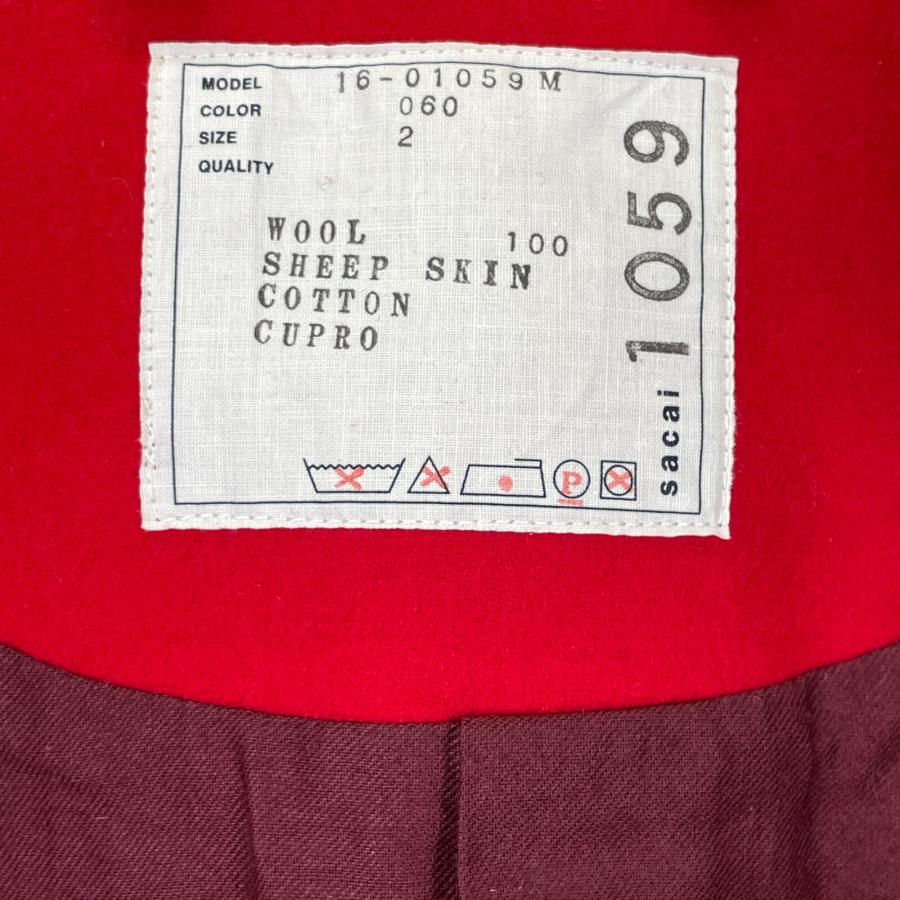 MODEL 16-01059M
COLOR 060
SIZE 2
QUALITY
WOOL 100
SHEEP SKIN
COTTON
CUPRO
P
sacai 1059